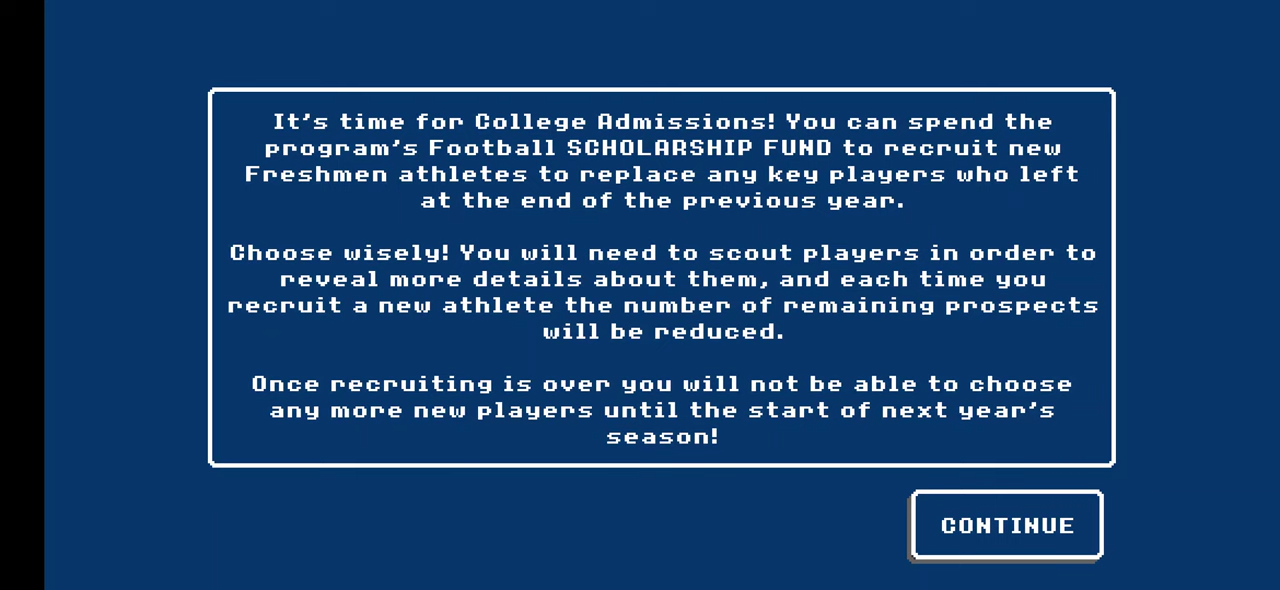 It's time for College Admissions! You can spend the
program's Football SCHOLARSHIP FUND to recruit new
Freshmen athletes to replace any key players who left
at the end of the previous year.
Choose wisely! You will need to scout players in order to
reveal more details about them, and each time you
recruit a new athlete the number of remaining prospects
will be reduced.
Once recruiting is over you will not be able to choose
any more new players until the start of next year's
season!
CONTINUE